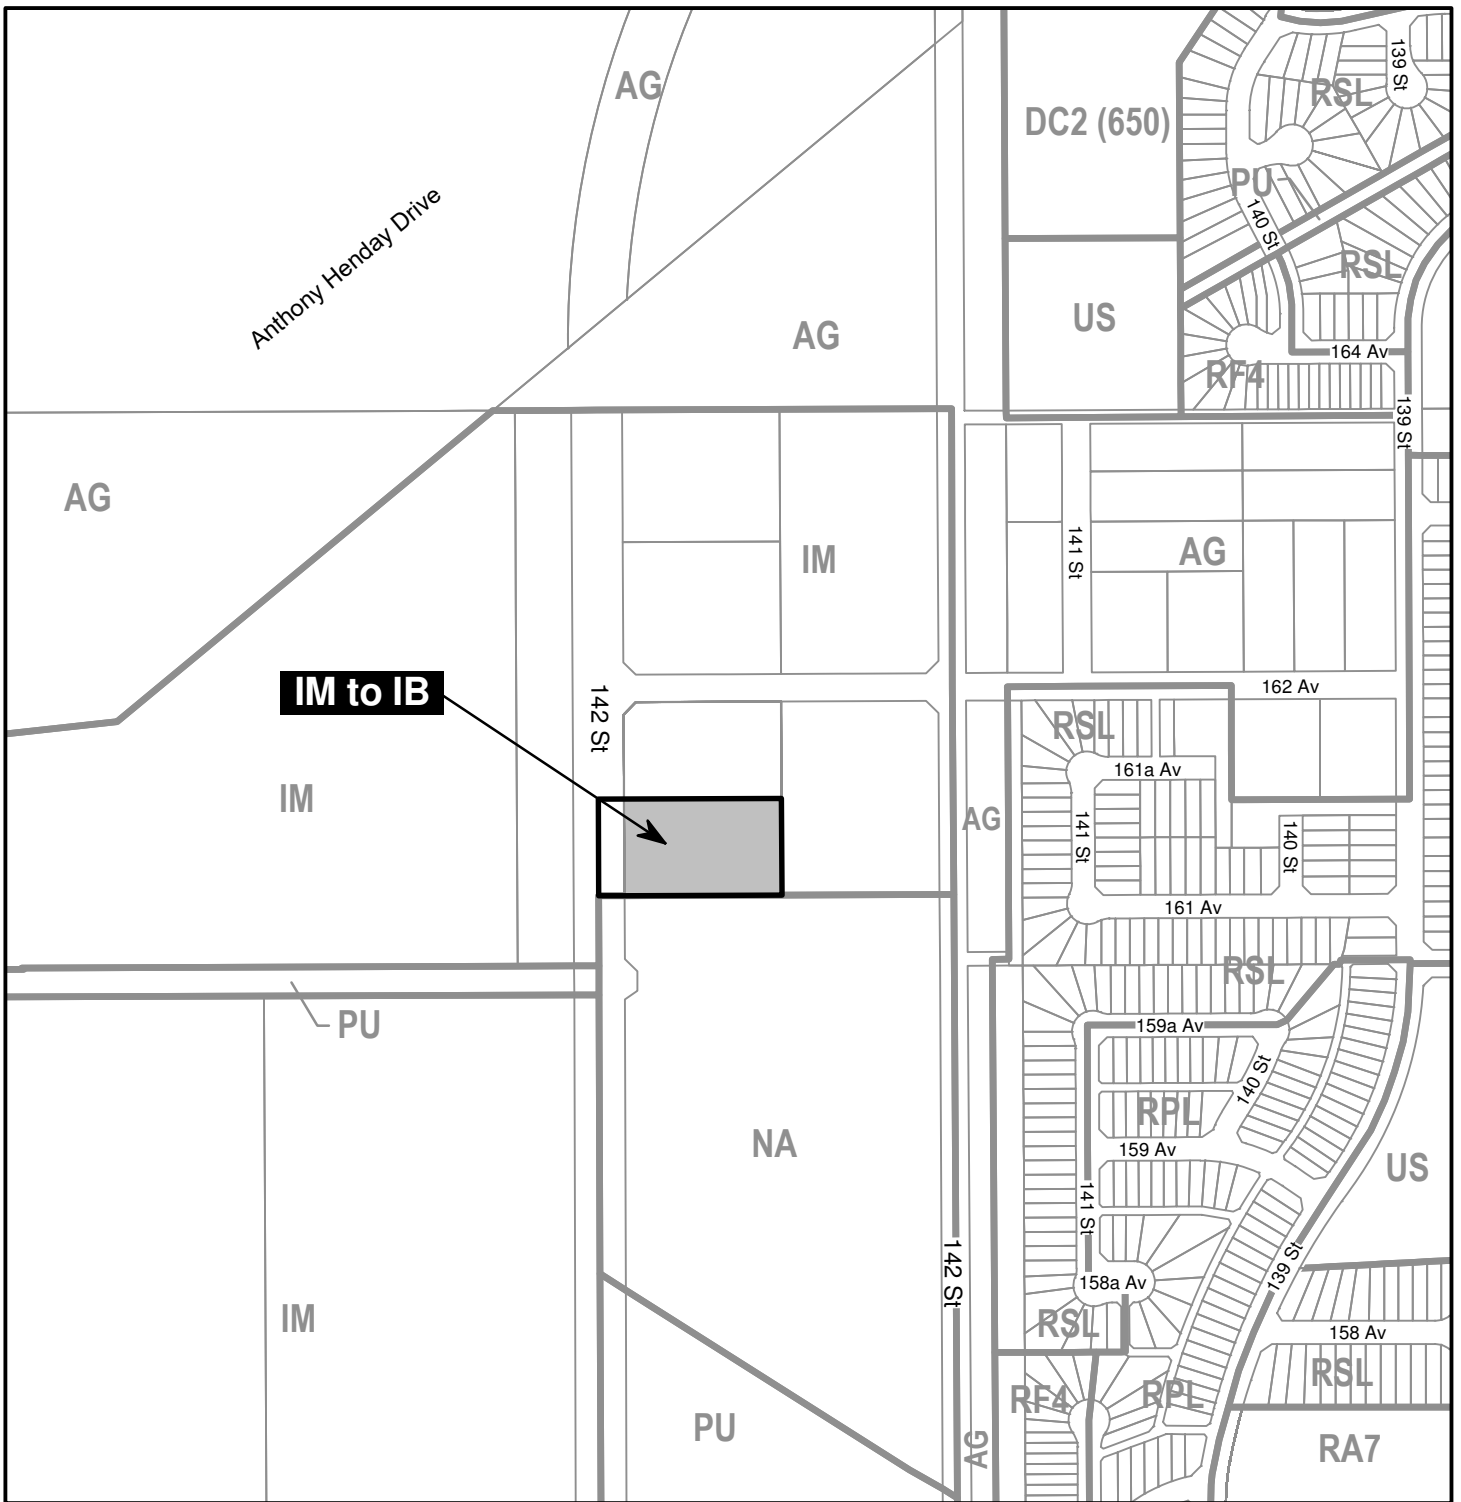 AG
139 St
RSL
DC2 (650)
PU
140 St
Anthony Henday Drive
RSL
US
AG
164 Av
RF4
139 St
AG
141 St
AG
IM
IM to IB
142 St
162 Av
RSL
161a Av
IM
AG
141 St
140 St
161 Av
RSL
PU
159a Av
140 St
RPL
NA
159 Av
US
141 St
142 St
139 St
158a Av
IM
RSL
158 Av
RSL
RF4
RPL
PU
AG
RA7